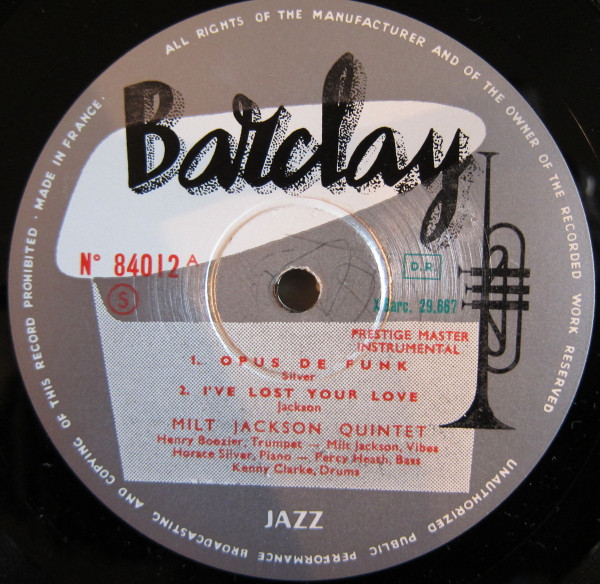 ALL RIGHTS OF THE MANUFACTURER AND OF THE OWNER OF THE RECORDED WORK RESERVED
UNAUTHORIZED PUBLIC PERFORMANCE BROADCASTING AND COPYING OF THIS RECORD PROHIBITED · MADE IN FRANCE ·
Barclay
N° 84012 A
S
D.R.
XBarc. 29.667
PRESTIGE MASTER
INSTRUMENTAL.
1. OPUS DE FUNK
Silver
2. I'VE LOST YOUR LOVE
Jackson
MILT JACKSON QUINTET
Henry Boozier, Trumpet — Milt Jackson, Vibes
Horace Silver, Piano — Percy Heath, Bass
Kenny Clarke, Drums
JAZZ